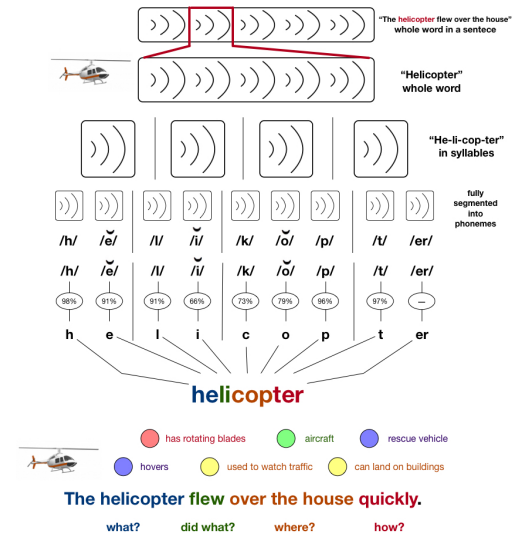 "The helicopter flew over the house"
whole word in a sentece
"Helicopter"
whole word
"He-li-cop-ter"
in syllables
fully
segmented
into
phonemes
/h/ /ĕ/ /l/ /ĭ/ /k/ /ŏ/ /p/ /t/ /er/
/h/ /ĕ/ /l/ /ĭ/ /k/ /ŏ/ /p/ /t/ /er/
98% 91% 91% 66% 73% 79% 96% 97% —
h e l i c o p t er
helicopter
has rotating blades aircraft rescue vehicle
hovers used to watch traffic can land on buildings
The helicopter flew over the house quickly.
what? did what? where? how?